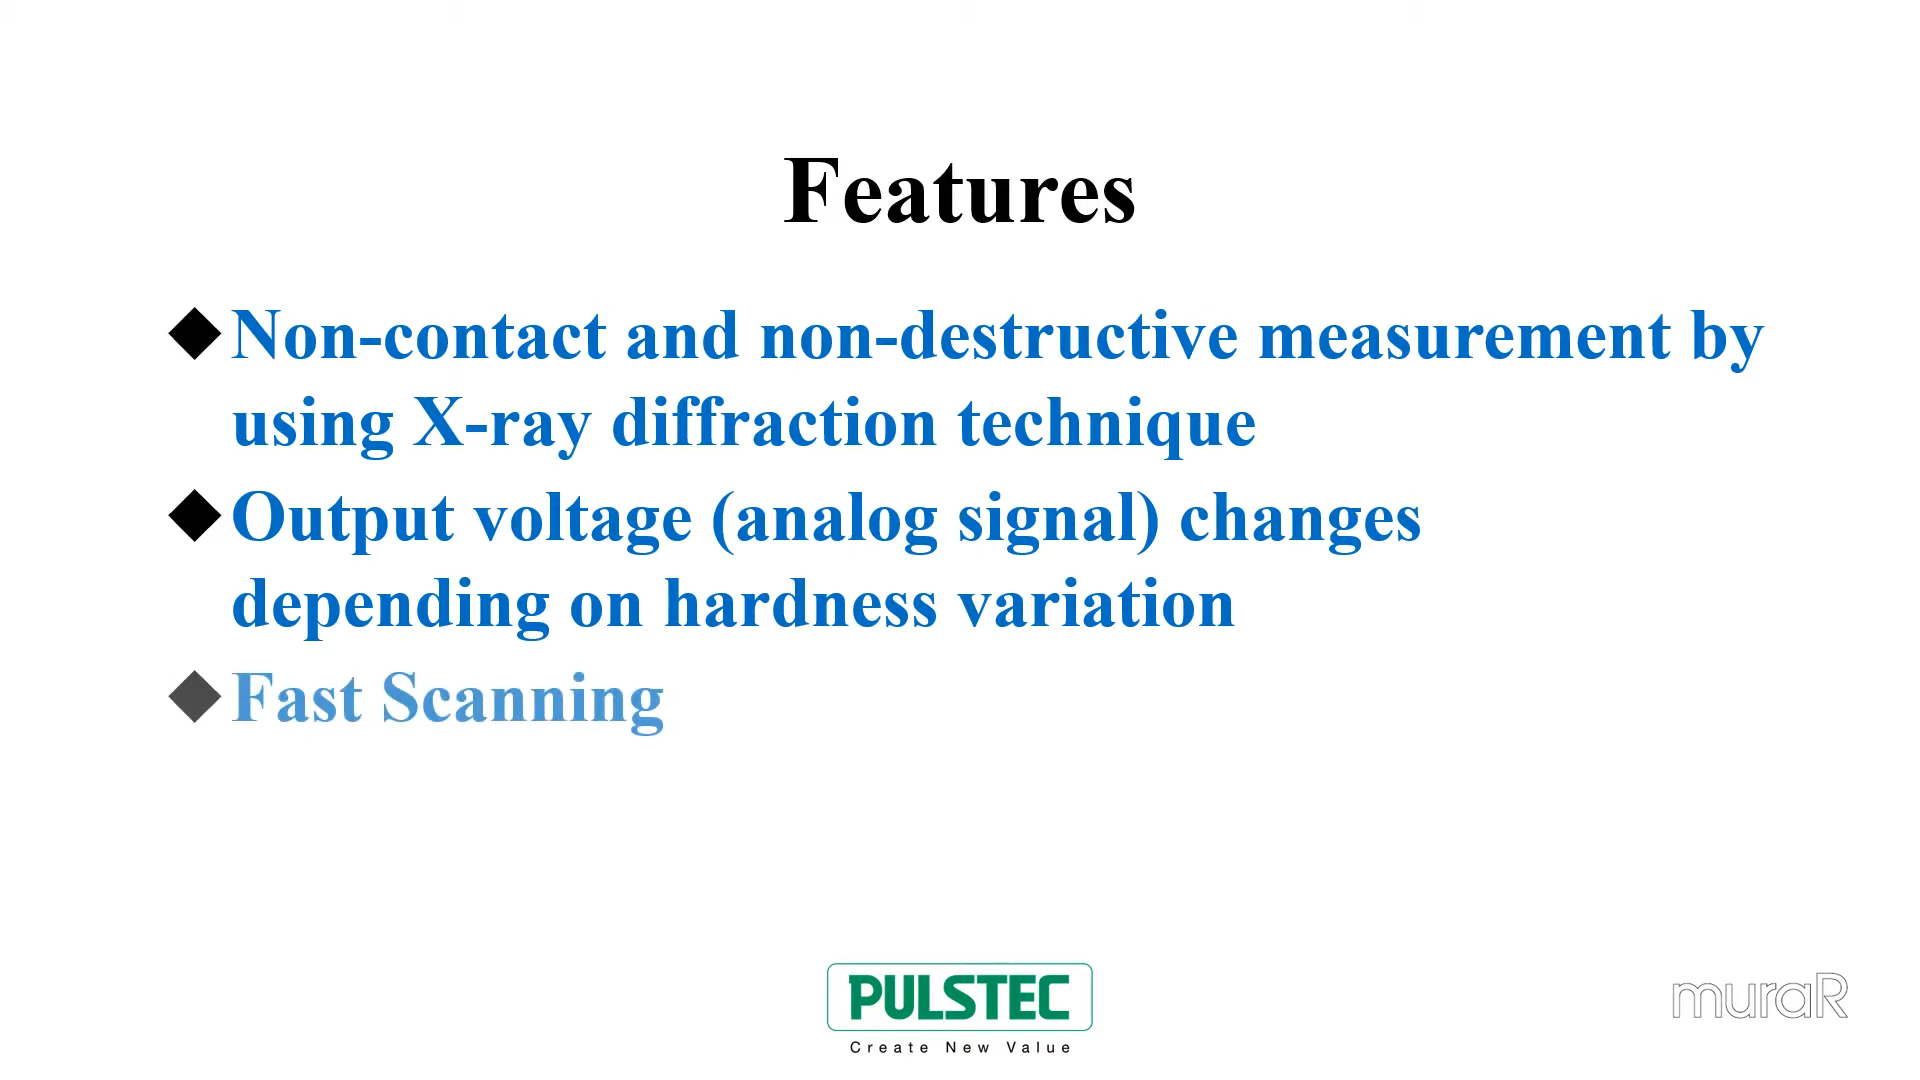 Features
◆Non-contact and non-destructive measurement by
using X-ray diffraction technique
◆Output voltage (analog signal) changes
depending on hardness variation
◆Fast Scanning
PULSTEC
Create New Value
muraR